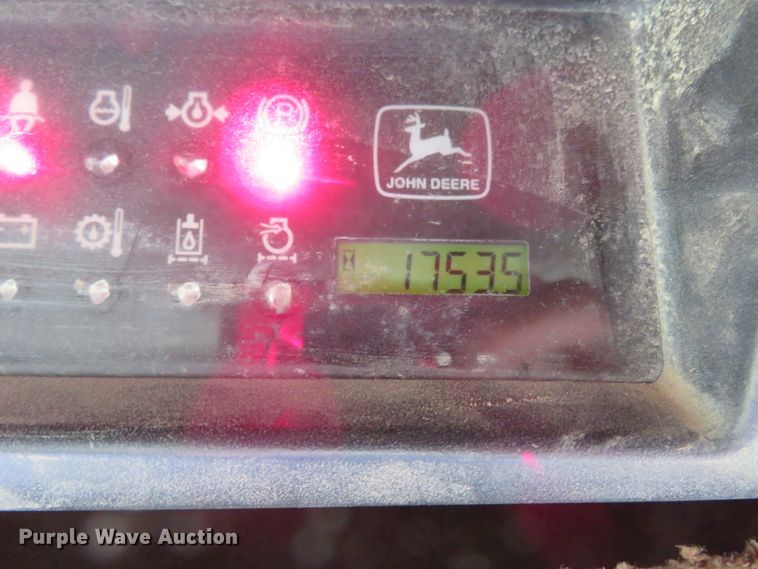 P
JOHN DEERE
1753.5
Purple Wave Auction